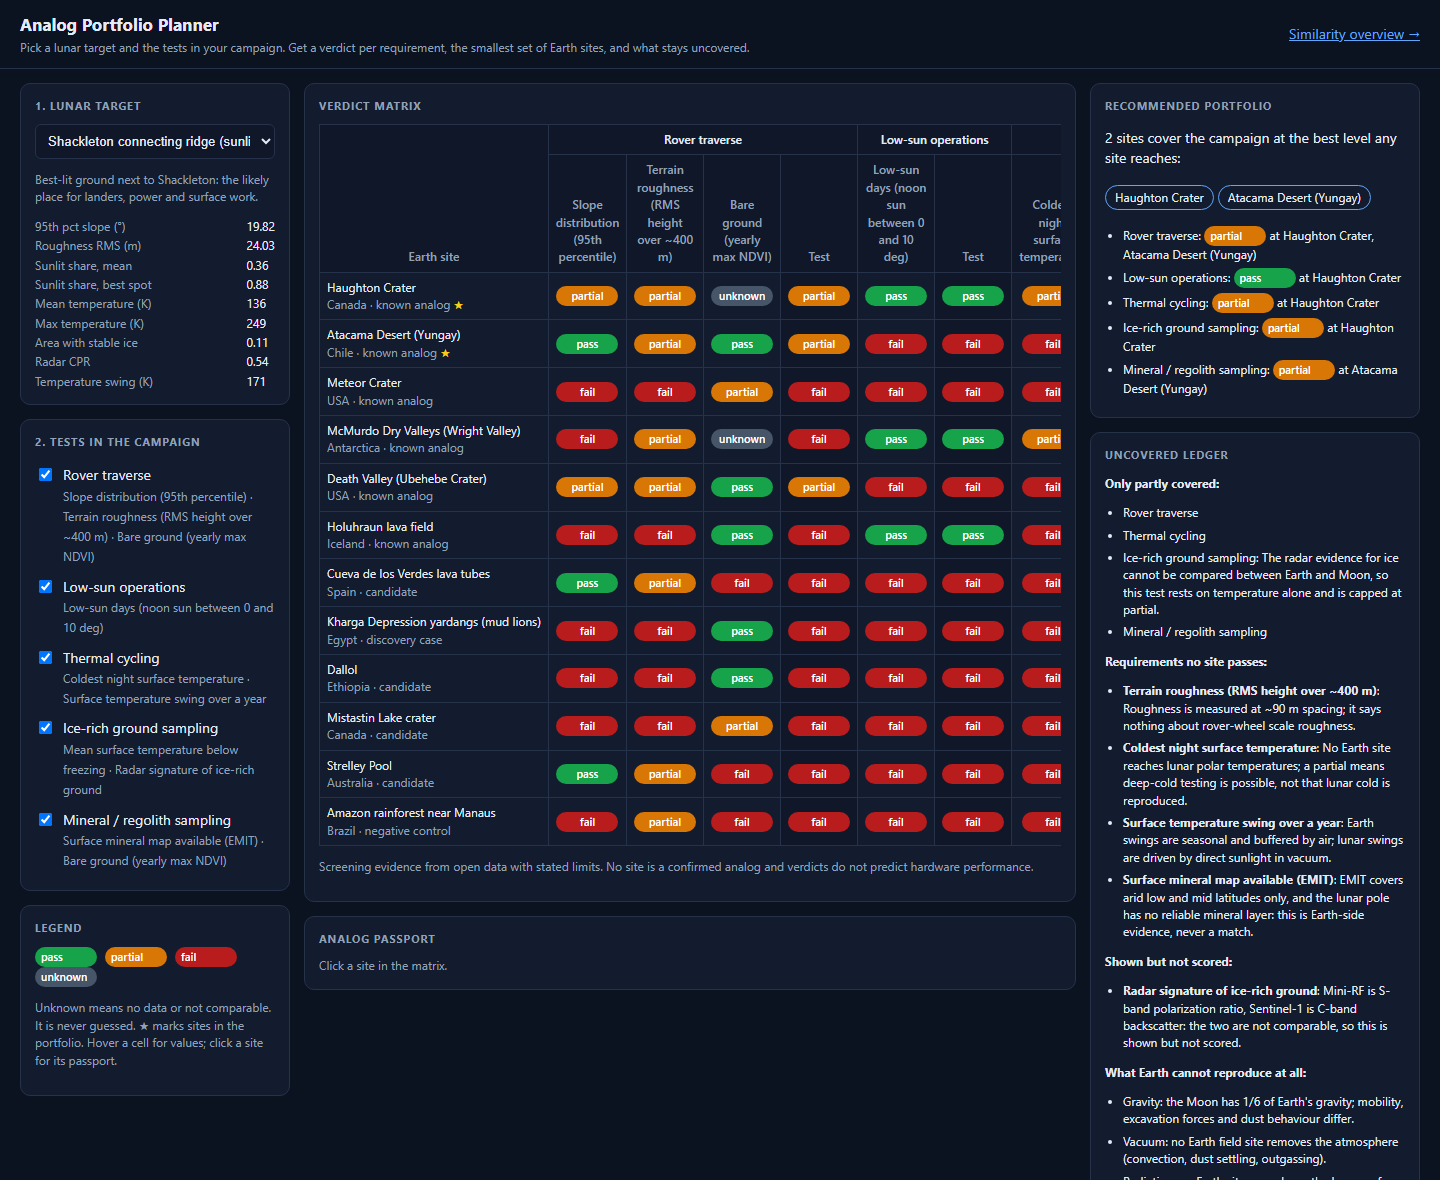 Analog Portfolio Planner
Pick a lunar target and the tests in your campaign. Get a verdict per requirement, the smallest set of Earth sites, and what stays uncovered.
Similarity overview →
1. LUNAR TARGET
Shackleton connecting ridge (sunli
Best-lit ground next to Shackleton: the likely
place for landers, power and surface work.
95th pct slope (°) 19.82
Roughness RMS (m) 24.03
Sunlit share, mean 0.36
Sunlit share, best spot 0.88
Mean temperature (K) 136
Max temperature (K) 249
Area with stable ice 0.11
Radar CPR 0.54
Temperature swing (K) 171
2. TESTS IN THE CAMPAIGN
Rover traverse
Slope distribution (95th percentile) ·
Terrain roughness (RMS height over
~400 m) · Bare ground (yearly max
NDVI)
Low-sun operations
Low-sun days (noon sun between 0 and
10 deg)
Thermal cycling
Coldest night surface temperature ·
Surface temperature swing over a year
Ice-rich ground sampling
Mean surface temperature below
freezing · Radar signature of ice-rich
ground
Mineral / regolith sampling
Surface mineral map available (EMIT) ·
Bare ground (yearly max NDVI)
LEGEND
pass partial fail
unknown
Unknown means no data or not comparable.
It is never guessed. ★ marks sites in the
portfolio. Hover a cell for values; click a site
for its passport.
VERDICT MATRIX
Rover traverse Low-sun operations
Earth site
Slope
distribution
(95th
percentile)
Terrain
roughness
(RMS
height
over ~400
m)
Bare
ground
(yearly
max NDVI)
Test
Low-sun
days (noon
sun
between 0
and 10
deg)
Test
Colde
nigh
surfa
tempera
Haughton Crater
Canada · known analog ★
partial partial unknown partial pass pass parti
Atacama Desert (Yungay)
Chile · known analog ★
pass partial pass partial fail fail fail
Meteor Crater
USA · known analog
fail fail partial fail fail fail fail
McMurdo Dry Valleys (Wright Valley)
Antarctica · known analog
fail partial unknown fail pass pass parti
Death Valley (Ubehebe Crater)
USA · known analog
partial partial pass partial fail fail fail
Holuhraun lava field
Iceland · known analog
fail fail pass fail pass pass fail
Cueva de los Verdes lava tubes
Spain · candidate
pass partial fail fail fail fail fail
Kharga Depression yardangs (mud lions)
Egypt · discovery case
fail fail pass fail fail fail fail
Dallol
Ethiopia · candidate
fail fail pass fail fail fail fail
Mistastin Lake crater
Canada · candidate
fail fail partial fail fail fail fail
Strelley Pool
Australia · candidate
pass partial fail fail fail fail fail
Amazon rainforest near Manaus
Brazil · negative control
fail partial fail fail fail fail fail
Screening evidence from open data with stated limits. No site is a confirmed analog and verdicts do not predict hardware performance.
ANALOG PASSPORT
Click a site in the matrix.
RECOMMENDED PORTFOLIO
2 sites cover the campaign at the best level any
site reaches:
Haughton Crater Atacama Desert (Yungay)
Rover traverse: partial at Haughton Crater,
Atacama Desert (Yungay)
Low-sun operations: pass at Haughton Crater
Thermal cycling: partial at Haughton Crater
Ice-rich ground sampling: partial at Haughton
Crater
Mineral / regolith sampling: partial at Atacama
Desert (Yungay)
UNCOVERED LEDGER
Only partly covered:
Rover traverse
Thermal cycling
Ice-rich ground sampling: The radar evidence for ice
cannot be compared between Earth and Moon, so
this test rests on temperature alone and is capped at
partial.
Mineral / regolith sampling
Requirements no site passes:
Terrain roughness (RMS height over ~400 m):
Roughness is measured at ~90 m spacing; it says
nothing about rover-wheel scale roughness.
Coldest night surface temperature: No Earth site
reaches lunar polar temperatures; a partial means
deep-cold testing is possible, not that lunar cold is
reproduced.
Surface temperature swing over a year: Earth
swings are seasonal and buffered by air; lunar swings
are driven by direct sunlight in vacuum.
Surface mineral map available (EMIT): EMIT covers
arid low and mid latitudes only, and the lunar pole
has no reliable mineral layer: this is Earth-side
evidence, never a match.
Shown but not scored:
Radar signature of ice-rich ground: Mini-RF is S-
band polarization ratio, Sentinel-1 is C-band
backscatter: the two are not comparable, so this is
shown but not scored.
What Earth cannot reproduce at all:
Gravity: the Moon has 1/6 of Earth's gravity; mobility,
excavation forces and dust behaviour differ.
Vacuum: no Earth field site removes the atmosphere
(convection, dust settling, outgassing).